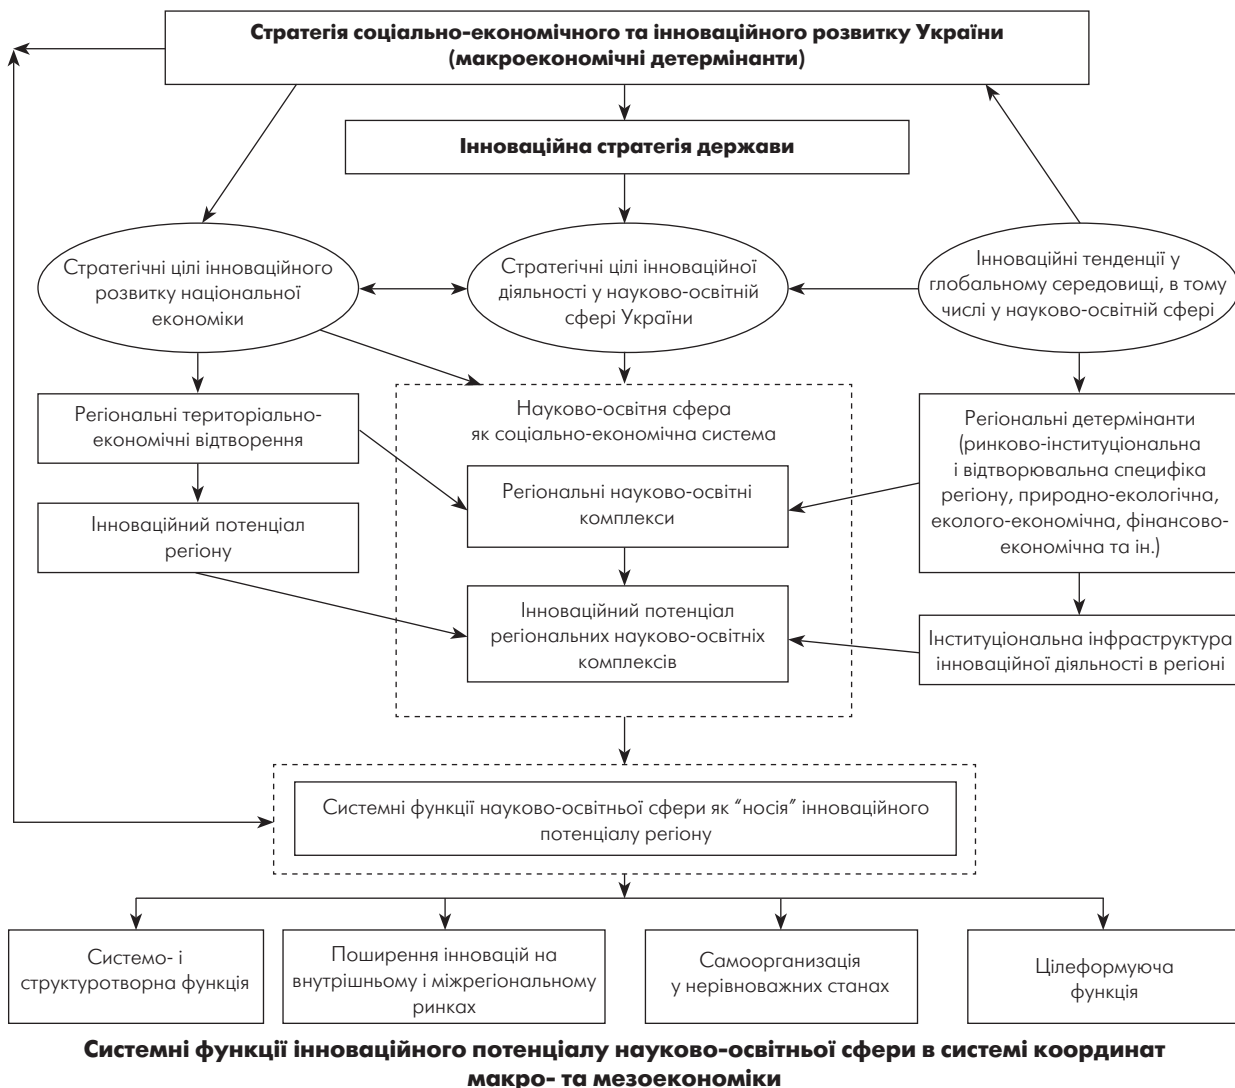 Стратегія соціально-економічного та інноваційного розвитку України
(макроекономічні детермінанти)
Інноваційна стратегія держави
Стратегічні цілі інноваційного
розвитку національної
економіки
Стратегічні цілі інноваційної
діяльності у науково-освітній
сфері України
Інноваційні тенденції у
глобальному середовищі, в тому
числі у науково-освітній сфері
Регіональні територіально-
економічні відтворення
Інноваційний потенціал
регіону
Науково-освітня сфера
як соціально-економічна система
Регіональні науково-освітні
комплекси
Інноваційний потенціал
регіональних науково-освітніх
комплексів
Регіональні детермінанти
(ринково-інституціональна
і відтворювальна специфіка
регіону, природно-екологічна,
еколого-економічна, фінансово-
економічна та ін.)
Інституціональна інфраструктура
інноваційної діяльності в регіоні
Системні функції науково-освітньої сфери як “носія” інноваційного
потенціалу регіону
Системо- і
структуротворна функція
Поширення інновацій на
внутрішньому і міжрегіональному
ринках
Самоорганизація
у нерівноважних станах
Цілеформуюча
функція
Системні функції інноваційного потенціалу науково-освітньої сфери в системі координат
макро- та мезоекономіки